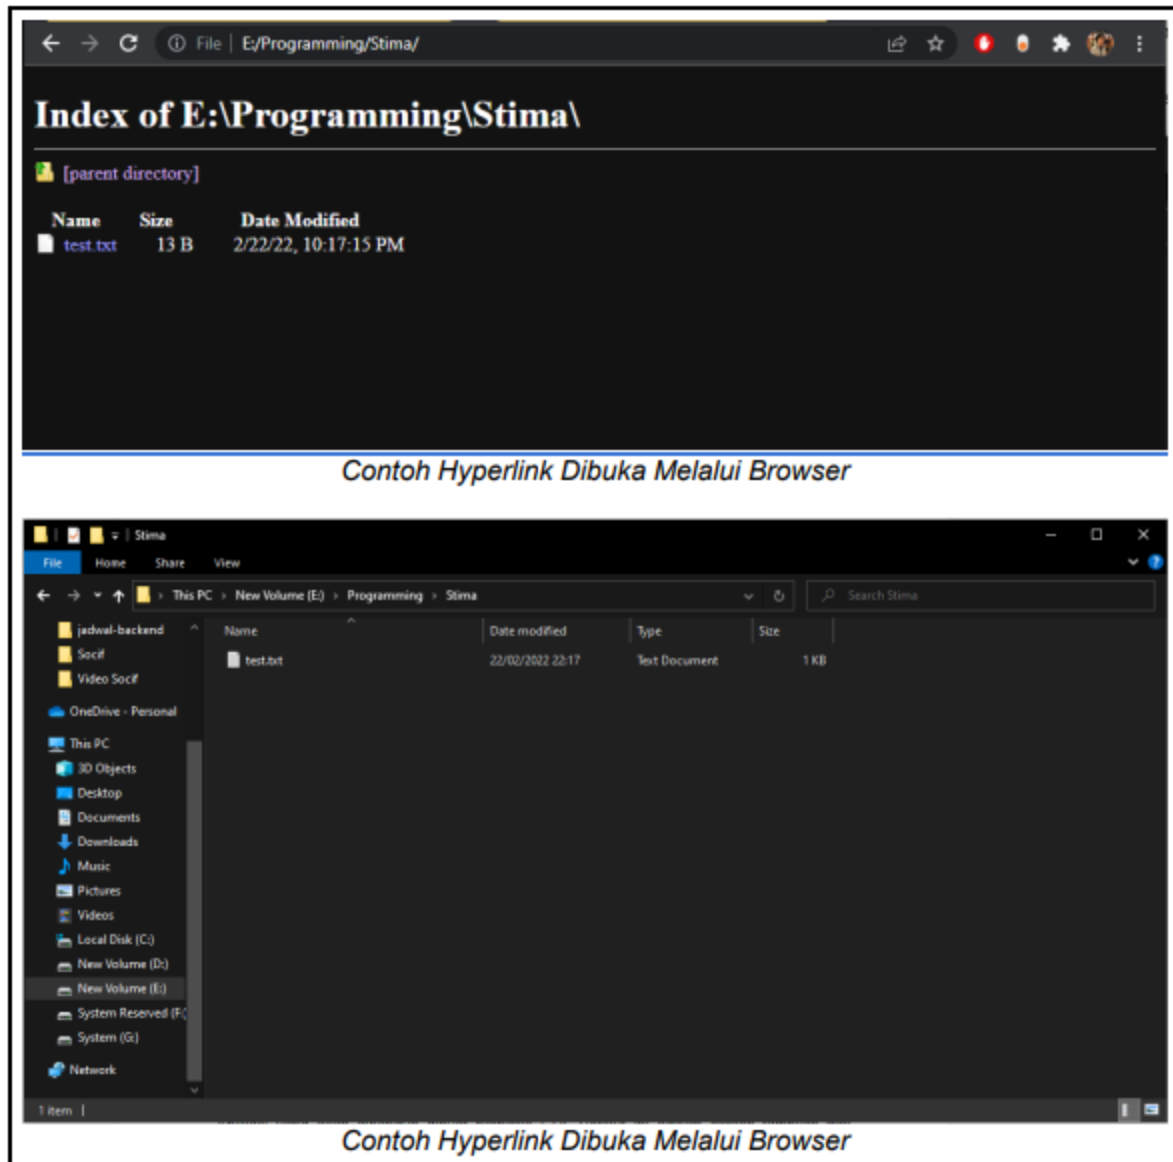 File | E:/Programming/Stima/
Index of E:\Programming\Stima\
[parent directory]
Name Size Date Modified
test.txt 13 B 2/22/22, 10:17:15 PM
Contoh Hyperlink Dibuka Melalui Browser
Stima
File Home Share View
This PC › New Volume (E:) › Programming › Stima
Search Stima
Name Date modified Type Size
test.txt 22/02/2022 22:17 Text Document 1 KB
jadwal-backend
Socif
Video Socif
OneDrive - Personal
This PC
3D Objects
Desktop
Documents
Downloads
Music
Pictures
Videos
Local Disk (C:)
New Volume (D:)
New Volume (E:)
System Reserved (F:
System (G:)
Network
1 item
Contoh Hyperlink Dibuka Melalui Browser